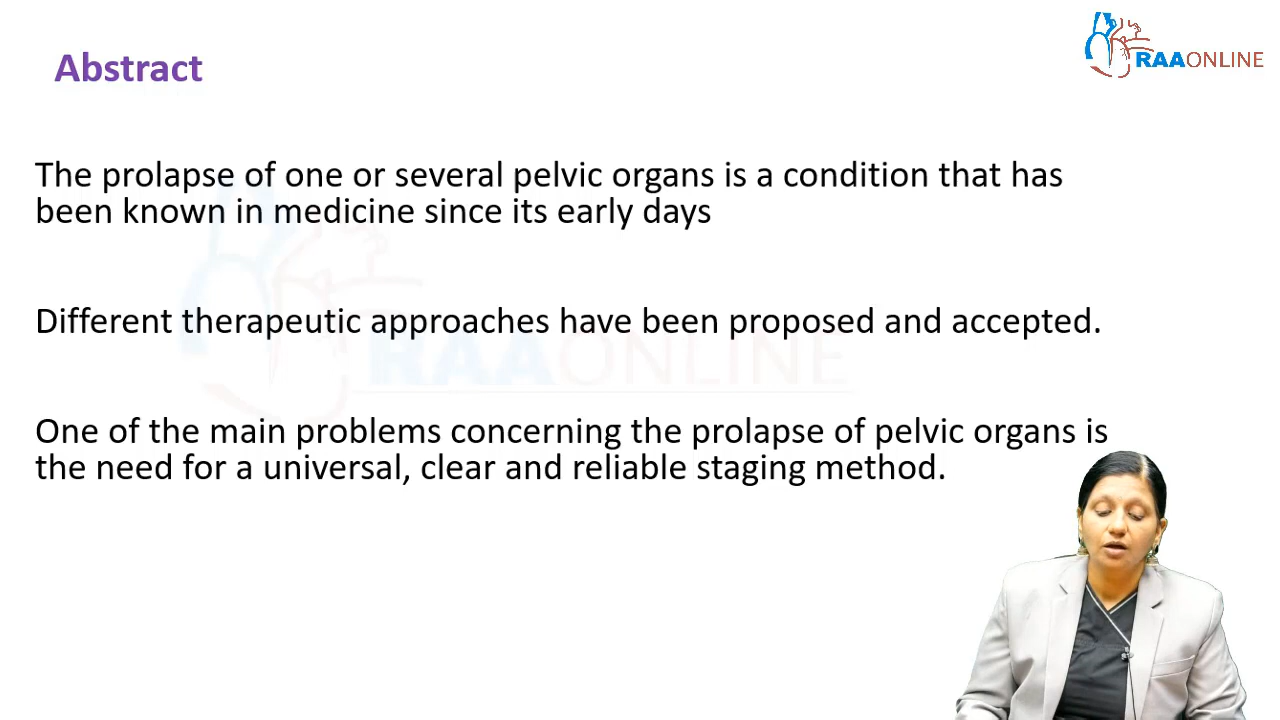 Abstract
RAAONLINE
The prolapse of one or several pelvic organs is a condition that has
been known in medicine since its early days
Different therapeutic approaches have been proposed and accepted.
RAAONLINE
One of the main problems concerning the prolapse of pelvic organs is
the need for a universal, clear and reliable staging method.